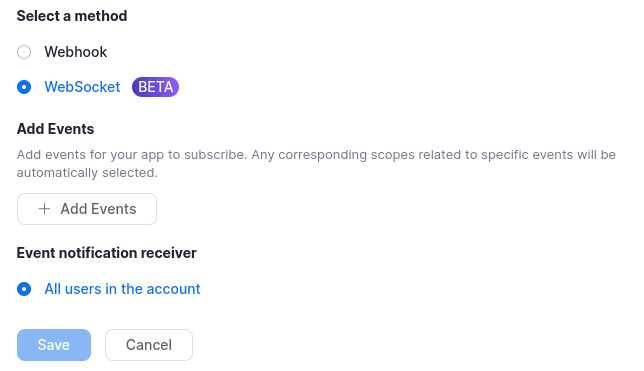 Select a method
Webhook
WebSocket BETA
Add Events
Add events for your app to subscribe. Any corresponding scopes related to specific events will be
automatically selected.
+ Add Events
Event notification receiver
All users in the account
Save Cancel